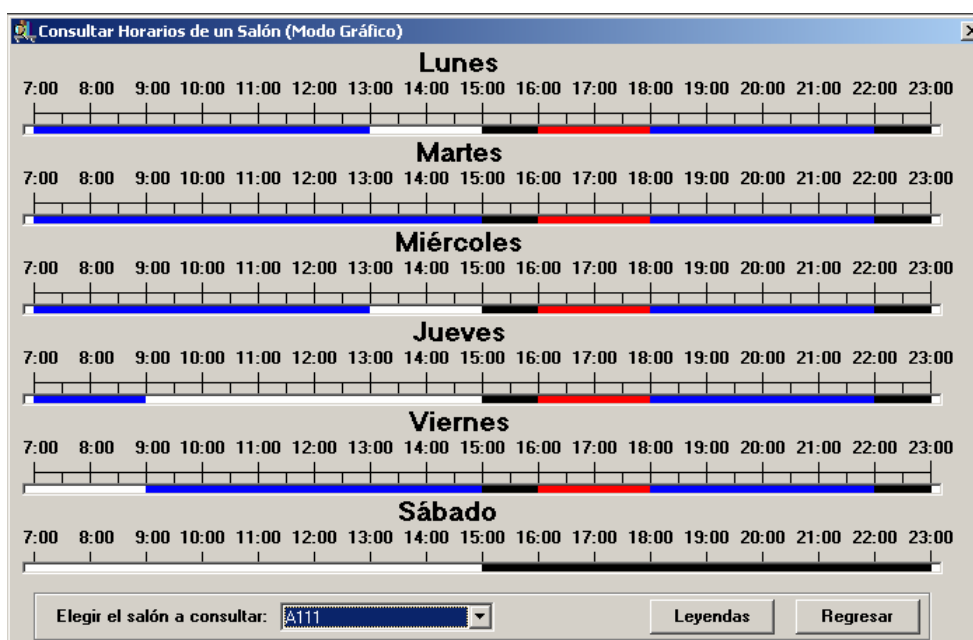 Consultar Horarios de un Salón (Modo Gráfico)
Lunes
7:00 8:00 9:00 10:00 11:00 12:00 13:00 14:00 15:00 16:00 17:00 18:00 19:00 20:00 21:00 22:00 23:00
Martes
7:00 8:00 9:00 10:00 11:00 12:00 13:00 14:00 15:00 16:00 17:00 18:00 19:00 20:00 21:00 22:00 23:00
Miércoles
7:00 8:00 9:00 10:00 11:00 12:00 13:00 14:00 15:00 16:00 17:00 18:00 19:00 20:00 21:00 22:00 23:00
Jueves
7:00 8:00 9:00 10:00 11:00 12:00 13:00 14:00 15:00 16:00 17:00 18:00 19:00 20:00 21:00 22:00 23:00
Viernes
7:00 8:00 9:00 10:00 11:00 12:00 13:00 14:00 15:00 16:00 17:00 18:00 19:00 20:00 21:00 22:00 23:00
Sábado
7:00 8:00 9:00 10:00 11:00 12:00 13:00 14:00 15:00 16:00 17:00 18:00 19:00 20:00 21:00 22:00 23:00
Elegir el salón a consultar: A111 Leyendas Regresar